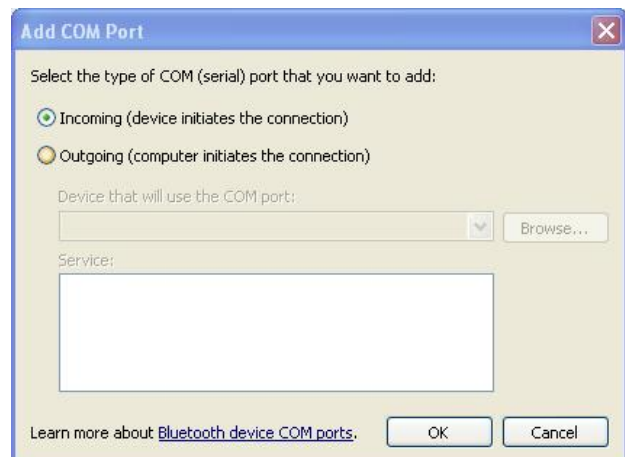 Add COM Port
Select the type of COM (serial) port that you want to add:
Incoming (device initiates the connection)
Outgoing (computer initiates the connection)
Device that will use the COM port:
Browse...
Service:
Learn more about Bluetooth device COM ports.
OK
Cancel